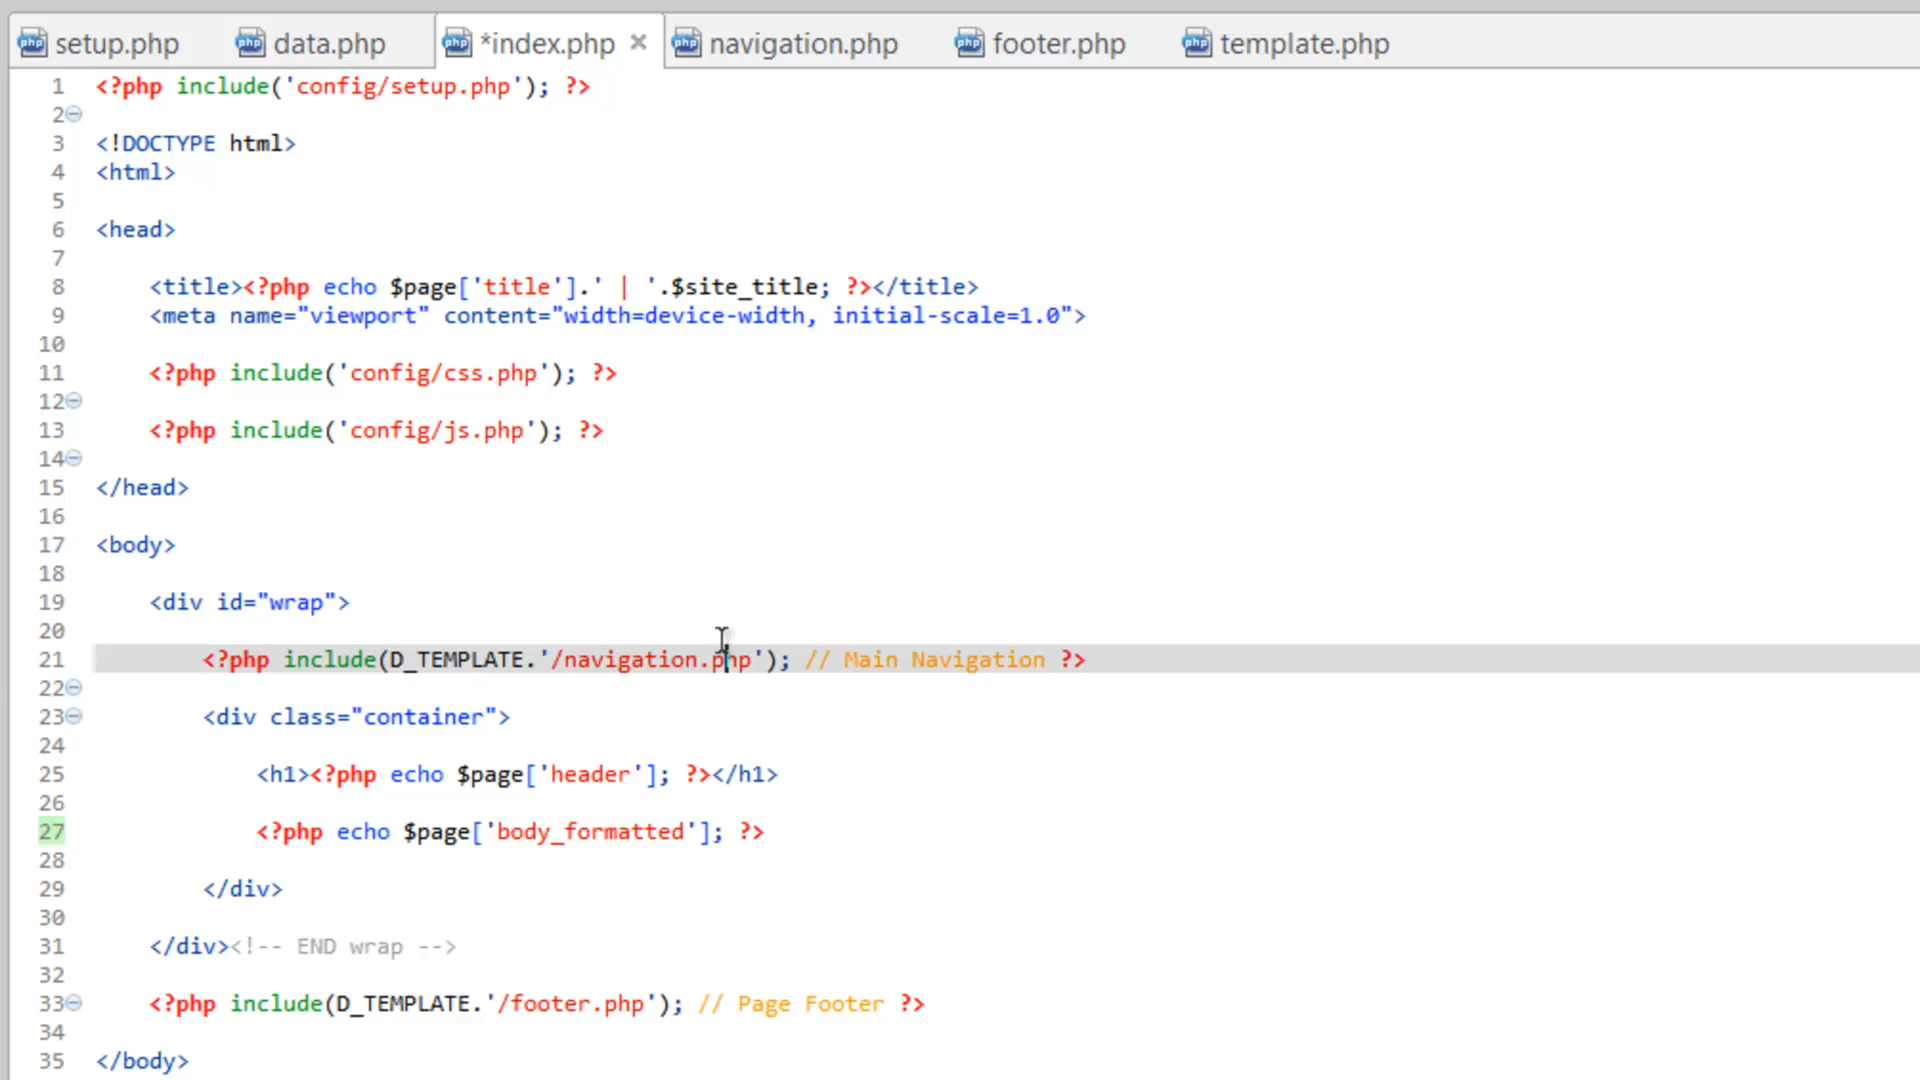 setup.php data.php *index.php navigation.php footer.php template.php
1 <?php include('config/setup.php'); ?>
2
3 <!DOCTYPE html>
4 <html>
5
6 <head>
7
8 <title><?php echo $page['title'].' | '.$site_title; ?></title>
9 <meta name="viewport" content="width=device-width, initial-scale=1.0">
10
11 <?php include('config/css.php'); ?>
12
13 <?php include('config/js.php'); ?>
14
15 </head>
16
17 <body>
18
19 <div id="wrap">
20
21 <?php include(D_TEMPLATE.'/navigation.php'); // Main Navigation ?>
22
23 <div class="container">
24
25 <h1><?php echo $page['header']; ?></h1>
26
27 <?php echo $page['body_formatted']; ?>
28
29 </div>
30
31 </div><!-- END wrap -->
32
33 <?php include(D_TEMPLATE.'/footer.php'); // Page Footer ?>
34
35 </body>